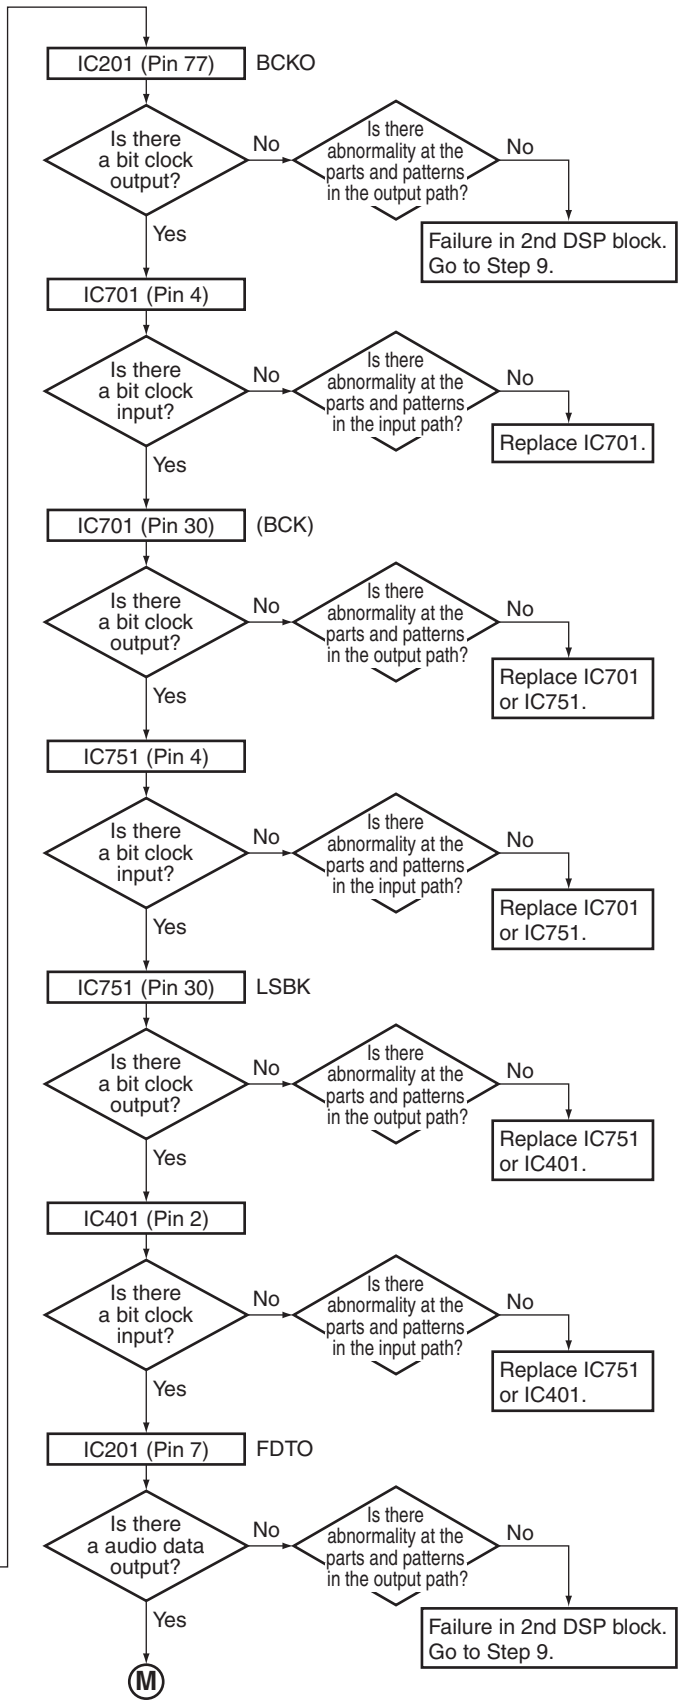 IC201 (Pin 77) BCKO
Is there
a bit clock
output?
No
Is there
abnormality at the
parts and patterns
in the output path?
No
Failure in 2nd DSP block.
Go to Step 9.
Yes
IC701 (Pin 4)
Is there
a bit clock
input?
No
Is there
abnormality at the
parts and patterns
in the input path?
No
Replace IC701.
Yes
IC701 (Pin 30) (BCK)
Is there
a bit clock
output?
No
Is there
abnormality at the
parts and patterns
in the output path?
No
Replace IC701
or IC751.
Yes
IC751 (Pin 4)
Is there
a bit clock
input?
No
Is there
abnormality at the
parts and patterns
in the input path?
No
Replace IC701
or IC751.
Yes
IC751 (Pin 30) LSBK
Is there
a bit clock
output?
No
Is there
abnormality at the
parts and patterns
in the output path?
No
Replace IC751
or IC401.
Yes
IC401 (Pin 2)
Is there
a bit clock
input?
No
Is there
abnormality at the
parts and patterns
in the input path?
No
Replace IC751
or IC401.
Yes
IC201 (Pin 7) FDTO
Is there
a audio data
output?
No
Is there
abnormality at the
parts and patterns
in the output path?
No
Failure in 2nd DSP block.
Go to Step 9.
Yes
M